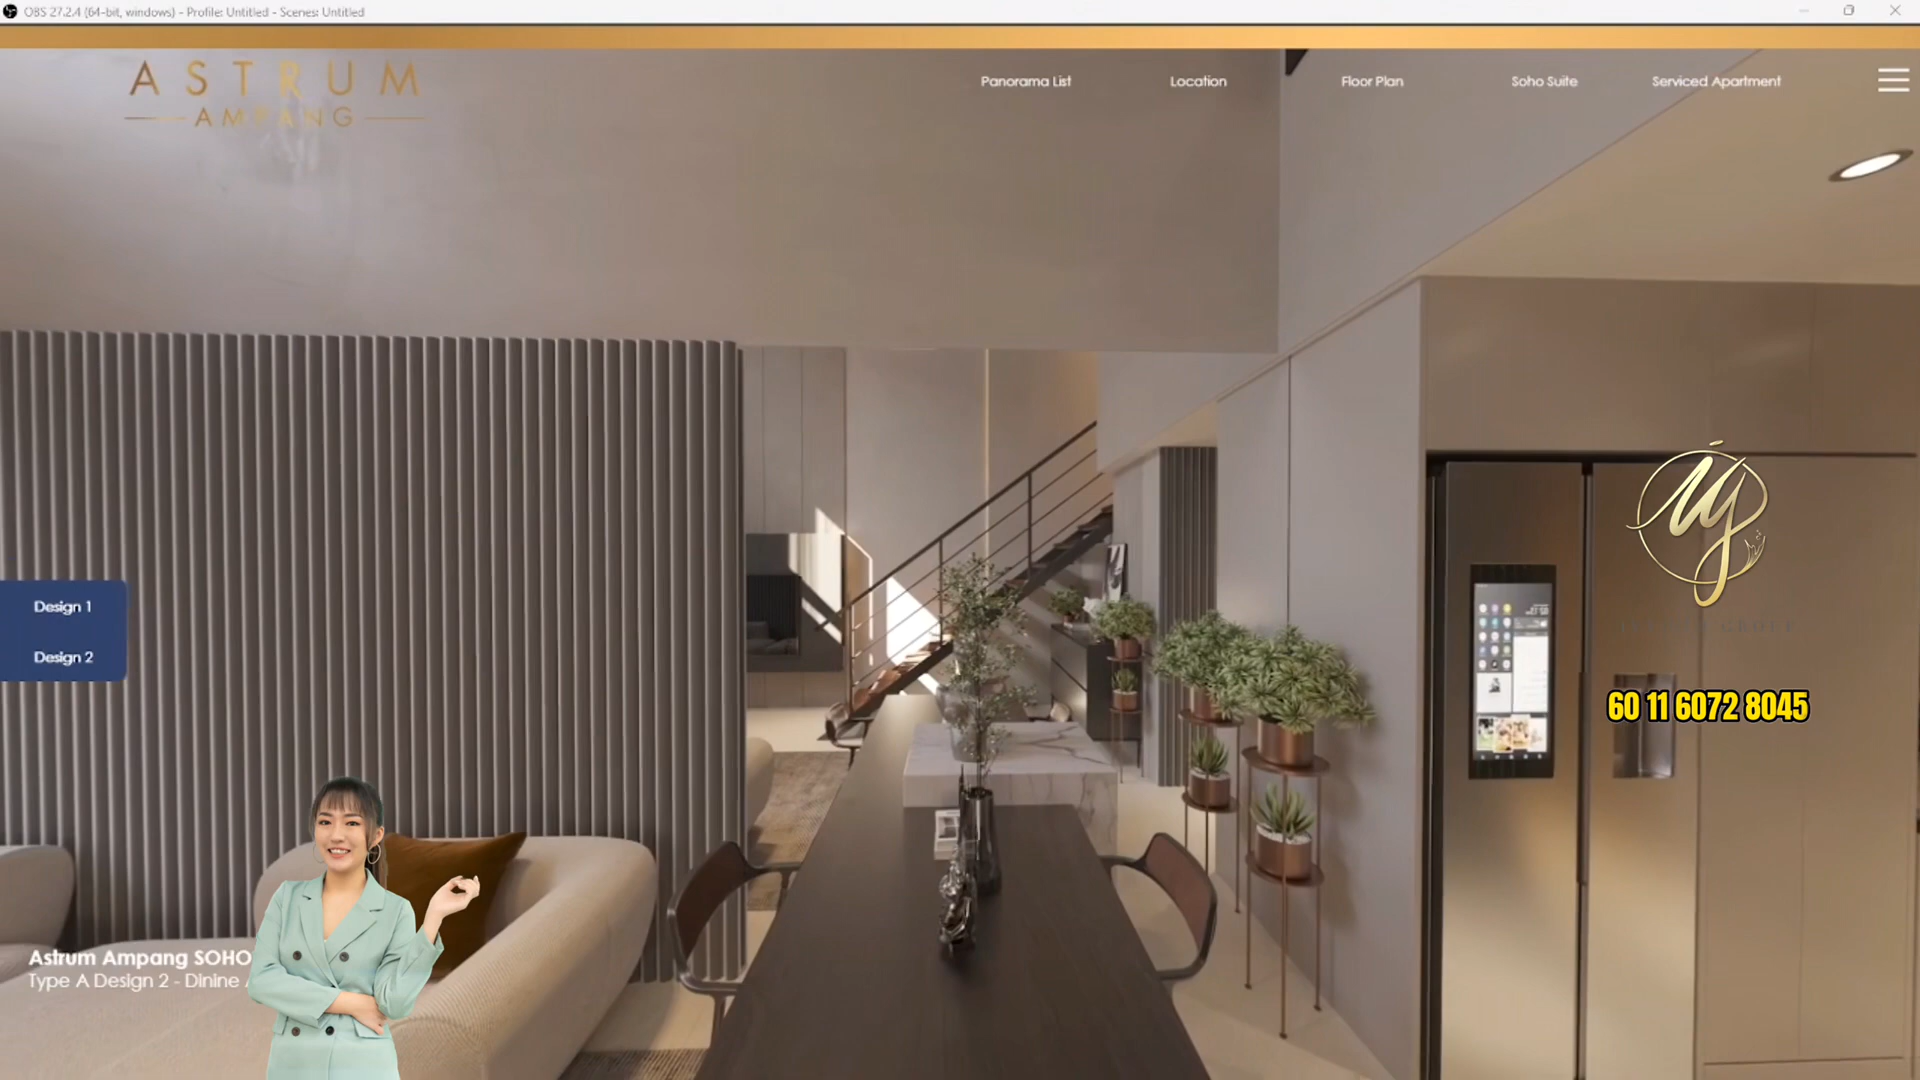 OBS 27.2.4 (64-bit, windows) - Profile: Untitled - Scenes: Untitled
ASTRUM
AMPANG
Panorama List
Location
Floor Plan
Soho Suite
Serviced Apartment
Design 1
Design 2
60 11 6072 8045
Astrum Ampang SOHO
Type A Design 2 - Dinine